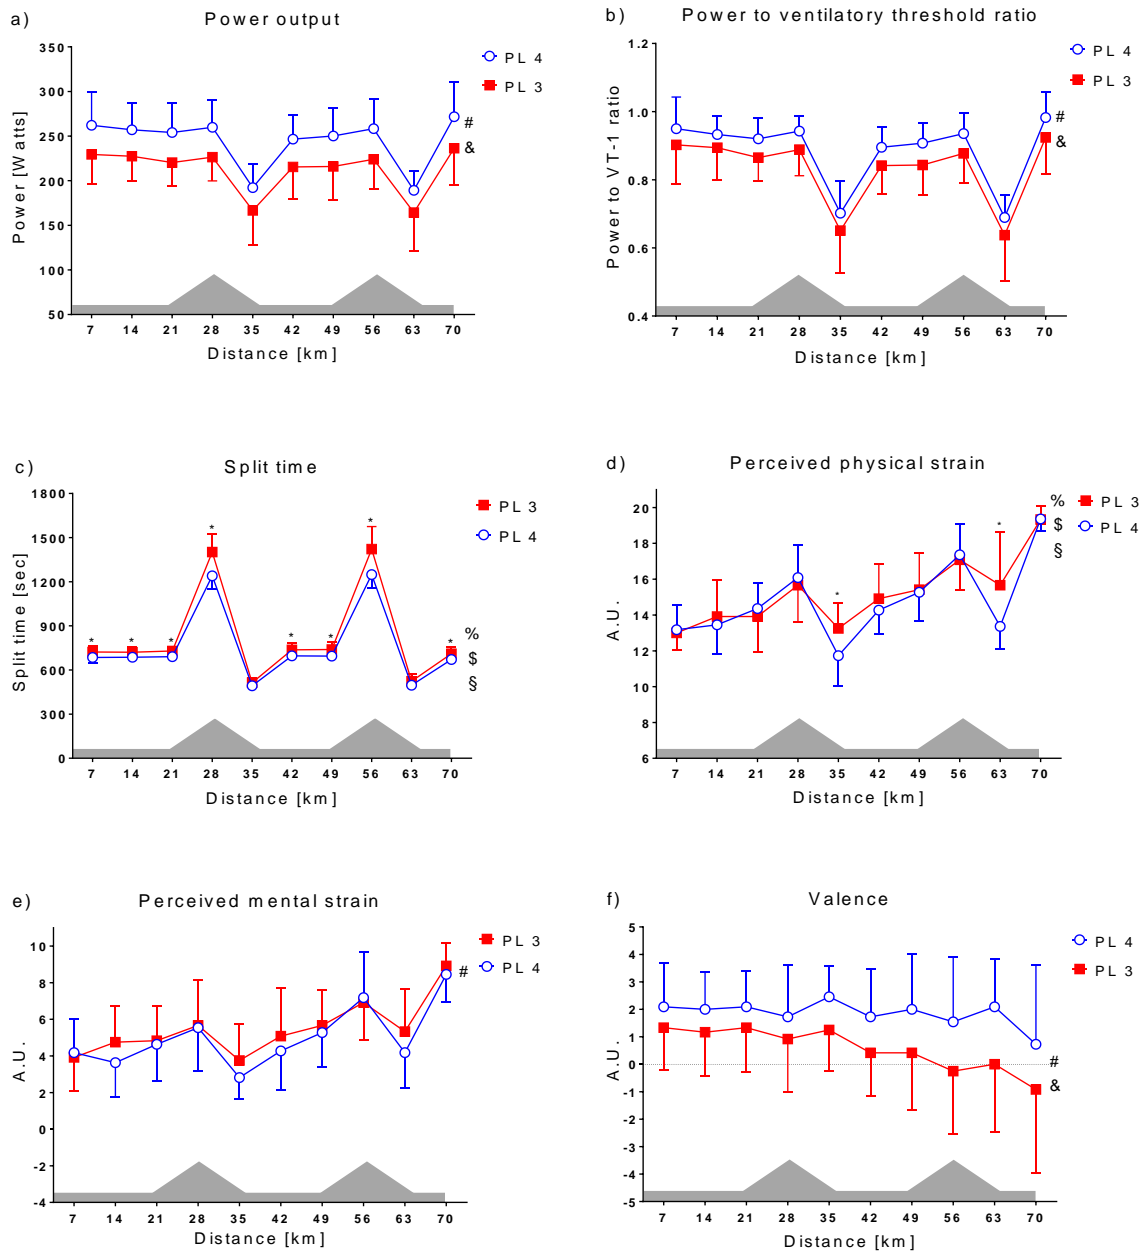 a) Power output
350
300
250
200
150
100
50
Power [Watts]
7 14 21 28 35 42 49 56 63 70
Distance [km]
PL 4
PL 3
#
&
b) Power to ventilatory threshold ratio
1.2
1.0
0.8
0.6
0.4
Power to VT-1 ratio
7 14 21 28 35 42 49 56 63 70
Distance [km]
PL 4
PL 3
#
&
c) Split time
1800
1500
1200
900
600
300
0
Split time [sec]
* * * * * * * *
7 14 21 28 35 42 49 56 63 70
Distance [km]
PL 3
PL 4
%
$
§
d) Perceived physical strain
20
18
16
14
12
10
8
6
A.U.
* *
7 14 21 28 35 42 49 56 63 70
Distance [km]
% PL 3
$ PL 4
§
e) Perceived mental strain
10
8
6
4
2
0
-2
-4
A.U.
7 14 21 28 35 42 49 56 63 70
Distance [km]
PL 3
PL 4
#
f) Valence
5
4
3
2
1
0
-1
-2
-3
-4
-5
A.U.
7 14 21 28 35 42 49 56 63 70
Distance [km]
PL 4
PL 3
#
&